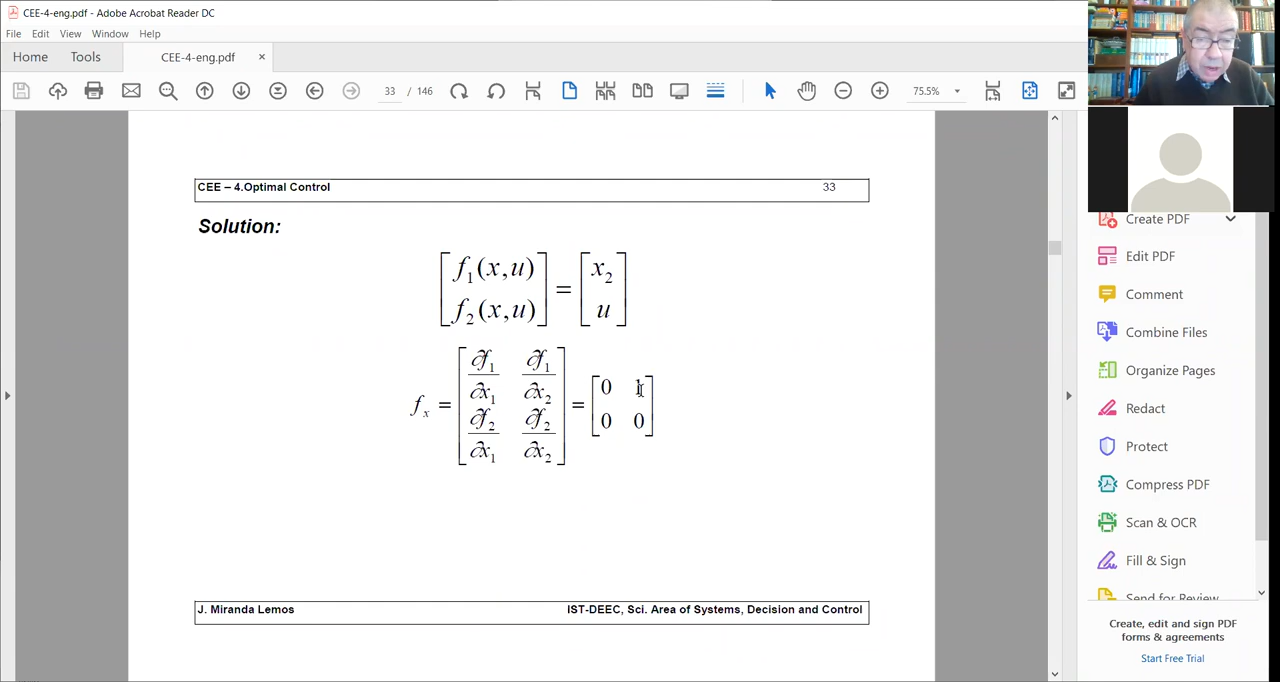 CEE-4-eng.pdf - Adobe Acrobat Reader DC
File Edit View Window Help
Home Tools CEE-4-eng.pdf ×
33 / 146 75.5%
CEE – 4.Optimal Control 33
Solution:
[f₁(x,u)] = [x₂]
[f₂(x,u)] [u]
fₓ = [∂f₁/∂x₁ ∂f₁/∂x₂] = [0 1]
[∂f₂/∂x₁ ∂f₂/∂x₂] [0 0]
J. Miranda Lemos IST-DEEC, Sci. Area of Systems, Decision and Control
Create PDF
Edit PDF
Comment
Combine Files
Organize Pages
Redact
Protect
Compress PDF
Scan & OCR
Fill & Sign
Send for Review
Create, edit and sign PDF
forms & agreements
Start Free Trial